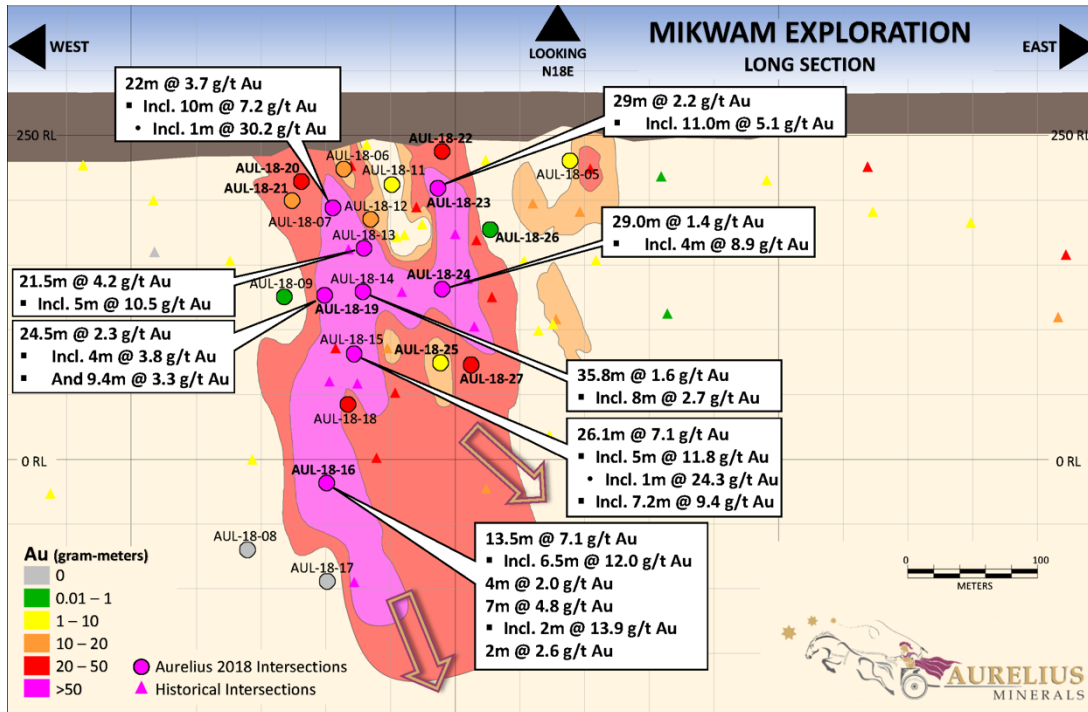 WEST
LOOKING
N18E
MIKWAM EXPLORATION
LONG SECTION
EAST
22m @ 3.7 g/t Au
▪ Incl. 10m @ 7.2 g/t Au
• Incl. 1m @ 30.2 g/t Au
29m @ 2.2 g/t Au
▪ Incl. 11.0m @ 5.1 g/t Au
250 RL
250 RL
AUL-18-22
AUL-18-06
AUL-18-11
AUL-18-05
AUL-18-20
AUL-18-21
AUL-18-07
AUL-18-12
AUL-18-23
AUL-18-13
AUL-18-26
29.0m @ 1.4 g/t Au
▪ Incl. 4m @ 8.9 g/t Au
21.5m @ 4.2 g/t Au
▪ Incl. 5m @ 10.5 g/t Au
AUL-18-09
AUL-18-14
AUL-18-24
AUL-18-19
24.5m @ 2.3 g/t Au
▪ Incl. 4m @ 3.8 g/t Au
▪ And 9.4m @ 3.3 g/t Au
AUL-18-15
AUL-18-25
AUL-18-27
35.8m @ 1.6 g/t Au
▪ Incl. 8m @ 2.7 g/t Au
AUL-18-18
26.1m @ 7.1 g/t Au
▪ Incl. 5m @ 11.8 g/t Au
• Incl. 1m @ 24.3 g/t Au
▪ Incl. 7.2m @ 9.4 g/t Au
0 RL
0 RL
AUL-18-16
AUL-18-08
AUL-18-17
13.5m @ 7.1 g/t Au
▪ Incl. 6.5m @ 12.0 g/t Au
4m @ 2.0 g/t Au
7m @ 4.8 g/t Au
▪ Incl. 2m @ 13.9 g/t Au
2m @ 2.6 g/t Au
Au (gram-meters)
0
0.01 – 1
1 – 10
10 – 20
20 – 50
>50
Aurelius 2018 Intersections
Historical Intersections
0 100
METERS
AURELIUS
MINERALS